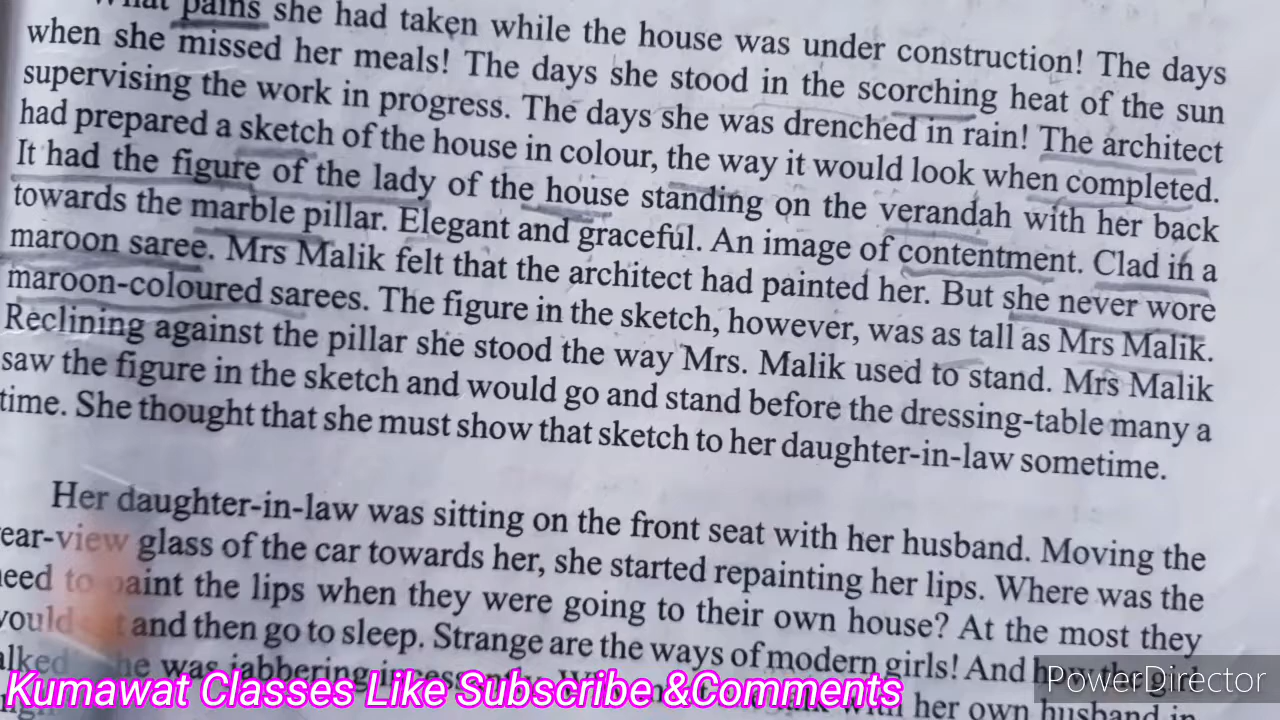 pains she had taken while the house was under construction! The days
when she missed her meals! The days she stood in the scorching heat of the sun
supervising the work in progress. The days she was drenched in rain! The architect
had prepared a sketch of the house in colour, the way it would look when completed.
It had the figure of the lady of the house standing on the verandah with her back
towards the marble pillar. Elegant and graceful. An image of contentment. Clad in a
maroon saree. Mrs Malik felt that the architect had painted her. But she never wore
maroon-coloured sarees. The figure in the sketch, however, was as tall as Mrs Malik.
Reclining against the pillar she stood the way Mrs. Malik used to stand. Mrs Malik
saw the figure in the sketch and would go and stand before the dressing-table many a
time. She thought that she must show that sketch to her daughter-in-law sometime.
Her daughter-in-law was sitting on the front seat with her husband. Moving the
ear-view glass of the car towards her, she started repainting her lips. Where was the
need to paint the lips when they were going to their own house? At the most they
would and then go to sleep. Strange are the ways of modern girls! And how
she was jabbering her own husband in
Kumawat Classes Like Subscribe &Comments
PowerDirector